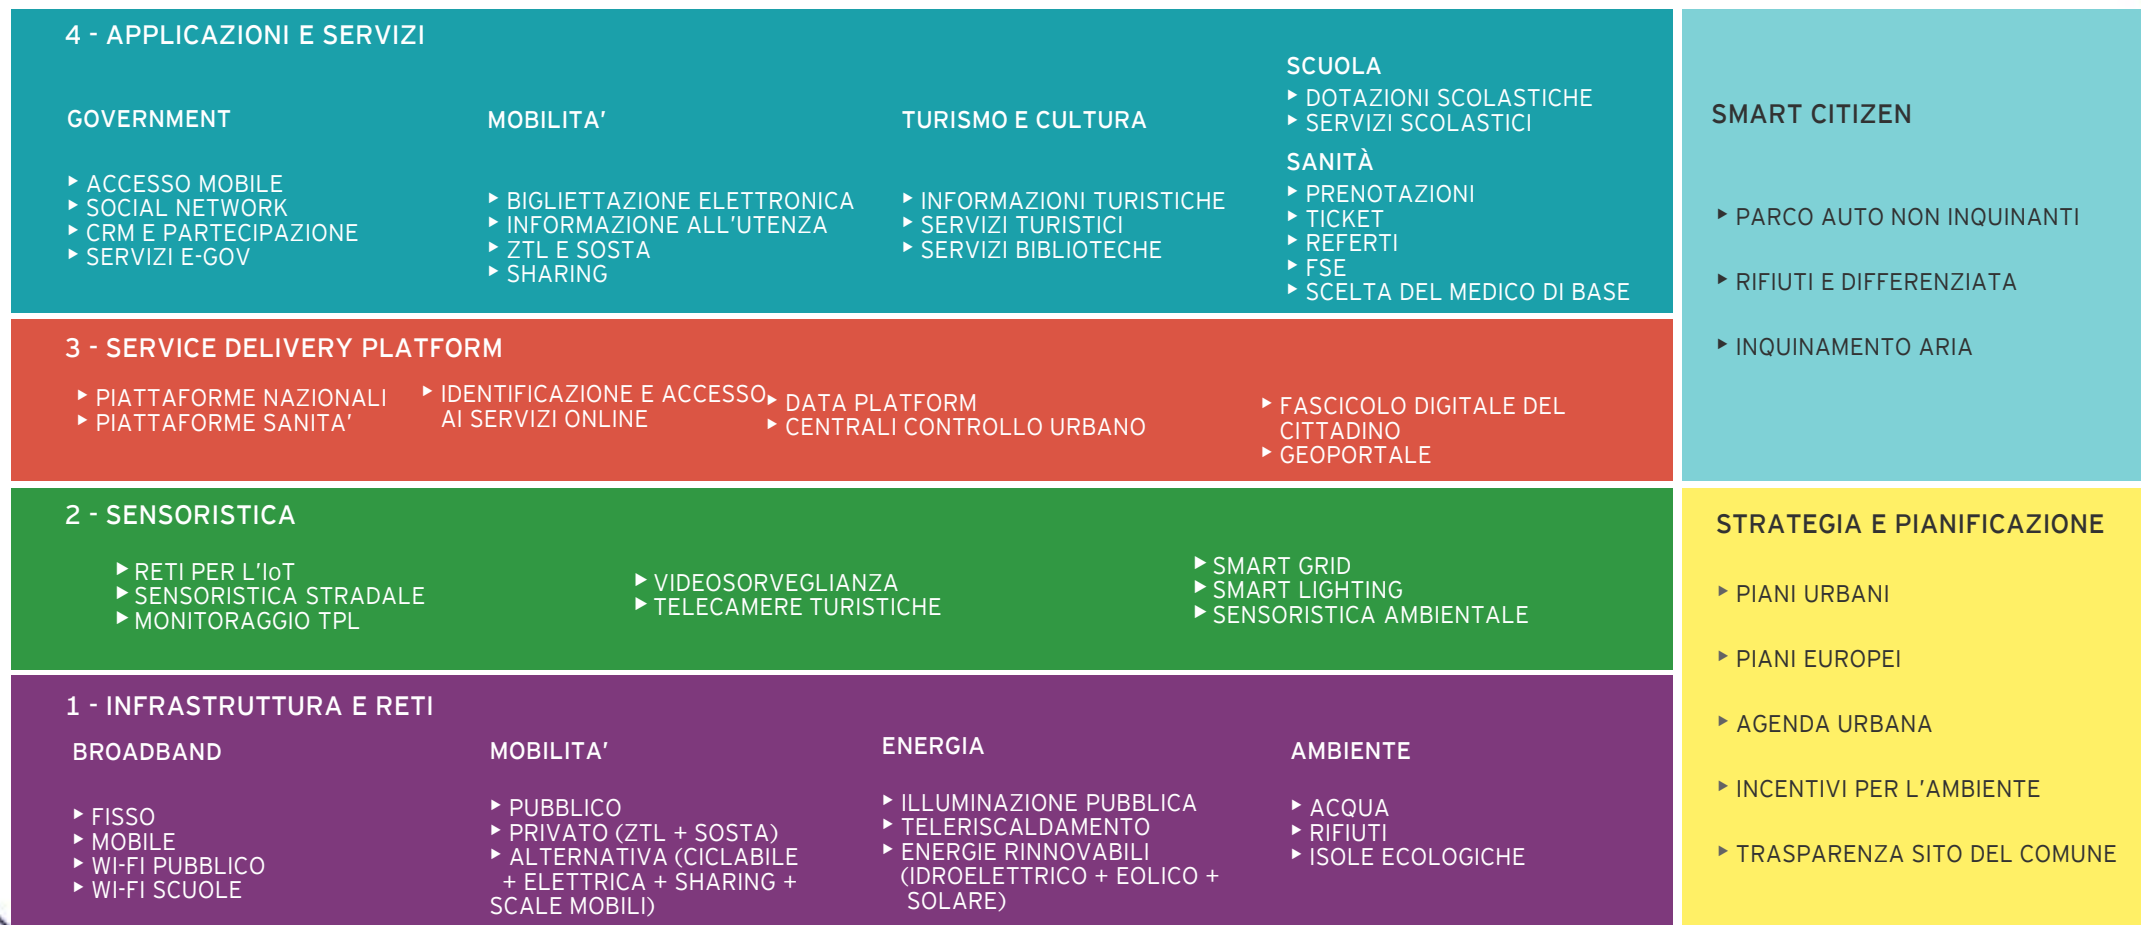 4 - APPLICAZIONI E SERVIZI
GOVERNMENT
▸ ACCESSO MOBILE
▸ SOCIAL NETWORK
▸ CRM E PARTECIPAZIONE
▸ SERVIZI E-GOV
MOBILITA'
▸ BIGLIETTAZIONE ELETTRONICA
▸ INFORMAZIONE ALL'UTENZA
▸ ZTL E SOSTA
▸ SHARING
TURISMO E CULTURA
▸ INFORMAZIONI TURISTICHE
▸ SERVIZI TURISTICI
▸ SERVIZI BIBLIOTECHE
SCUOLA
▸ DOTAZIONI SCOLASTICHE
▸ SERVIZI SCOLASTICI
SANITÀ
▸ PRENOTAZIONI
▸ TICKET
▸ REFERTI
▸ FSE
▸ SCELTA DEL MEDICO DI BASE
3 - SERVICE DELIVERY PLATFORM
▸ PIATTAFORME NAZIONALI
▸ PIATTAFORME SANITA'
▸ IDENTIFICAZIONE E ACCESSO
AI SERVIZI ONLINE
▸ DATA PLATFORM
▸ CENTRALI CONTROLLO URBANO
▸ FASCICOLO DIGITALE DEL
CITTADINO
▸ GEOPORTALE
2 - SENSORISTICA
▸ RETI PER L'IoT
▸ SENSORISTICA STRADALE
▸ MONITORAGGIO TPL
▸ VIDEOSORVEGLIANZA
▸ TELECAMERE TURISTICHE
▸ SMART GRID
▸ SMART LIGHTING
▸ SENSORISTICA AMBIENTALE
1 - INFRASTRUTTURA E RETI
BROADBAND
▸ FISSO
▸ MOBILE
▸ WI-FI PUBBLICO
▸ WI-FI SCUOLE
MOBILITA'
▸ PUBBLICO
▸ PRIVATO (ZTL + SOSTA)
▸ ALTERNATIVA (CICLABILE
+ ELETTRICA + SHARING +
SCALE MOBILI)
ENERGIA
▸ ILLUMINAZIONE PUBBLICA
▸ TELERISCALDAMENTO
▸ ENERGIE RINNOVABILI
(IDROELETTRICO + EOLICO +
SOLARE)
AMBIENTE
▸ ACQUA
▸ RIFIUTI
▸ ISOLE ECOLOGICHE
SMART CITIZEN
▸ PARCO AUTO NON INQUINANTI
▸ RIFIUTI E DIFFERENZIATA
▸ INQUINAMENTO ARIA
STRATEGIA E PIANIFICAZIONE
▸ PIANI URBANI
▸ PIANI EUROPEI
▸ AGENDA URBANA
▸ INCENTIVI PER L'AMBIENTE
▸ TRASPARENZA SITO DEL COMUNE